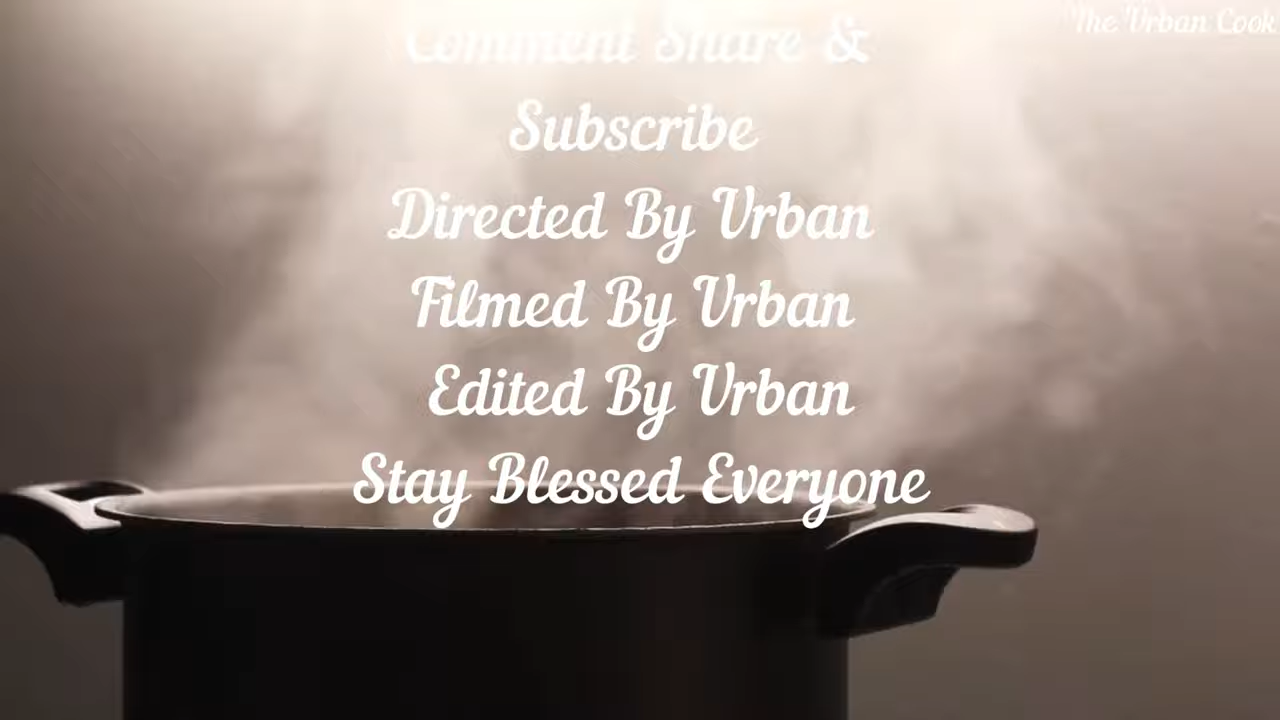 The Urban Cook
Comment Share &
Subscribe
Directed By Urban
Filmed By Urban
Edited By Urban
Stay Blessed Everyone